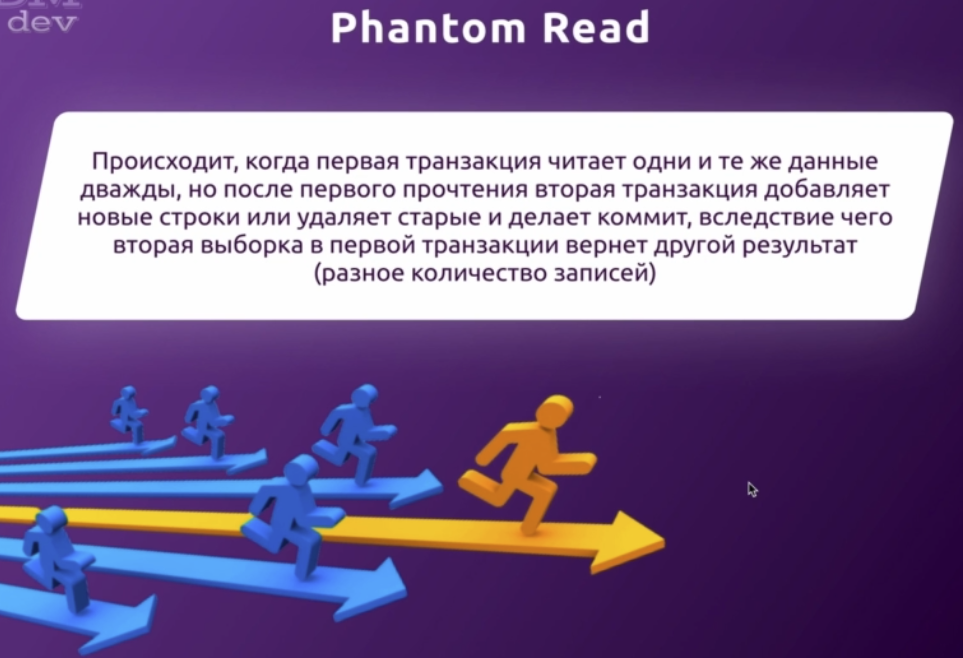 DM
dev
Phantom Read
Происходит, когда первая транзакция читает одни и те же данные
дважды, но после первого прочтения вторая транзакция добавляет
новые строки или удаляет старые и делает коммит, вследствие чего
вторая выборка в первой транзакции вернет другой результат
(разное количество записей)